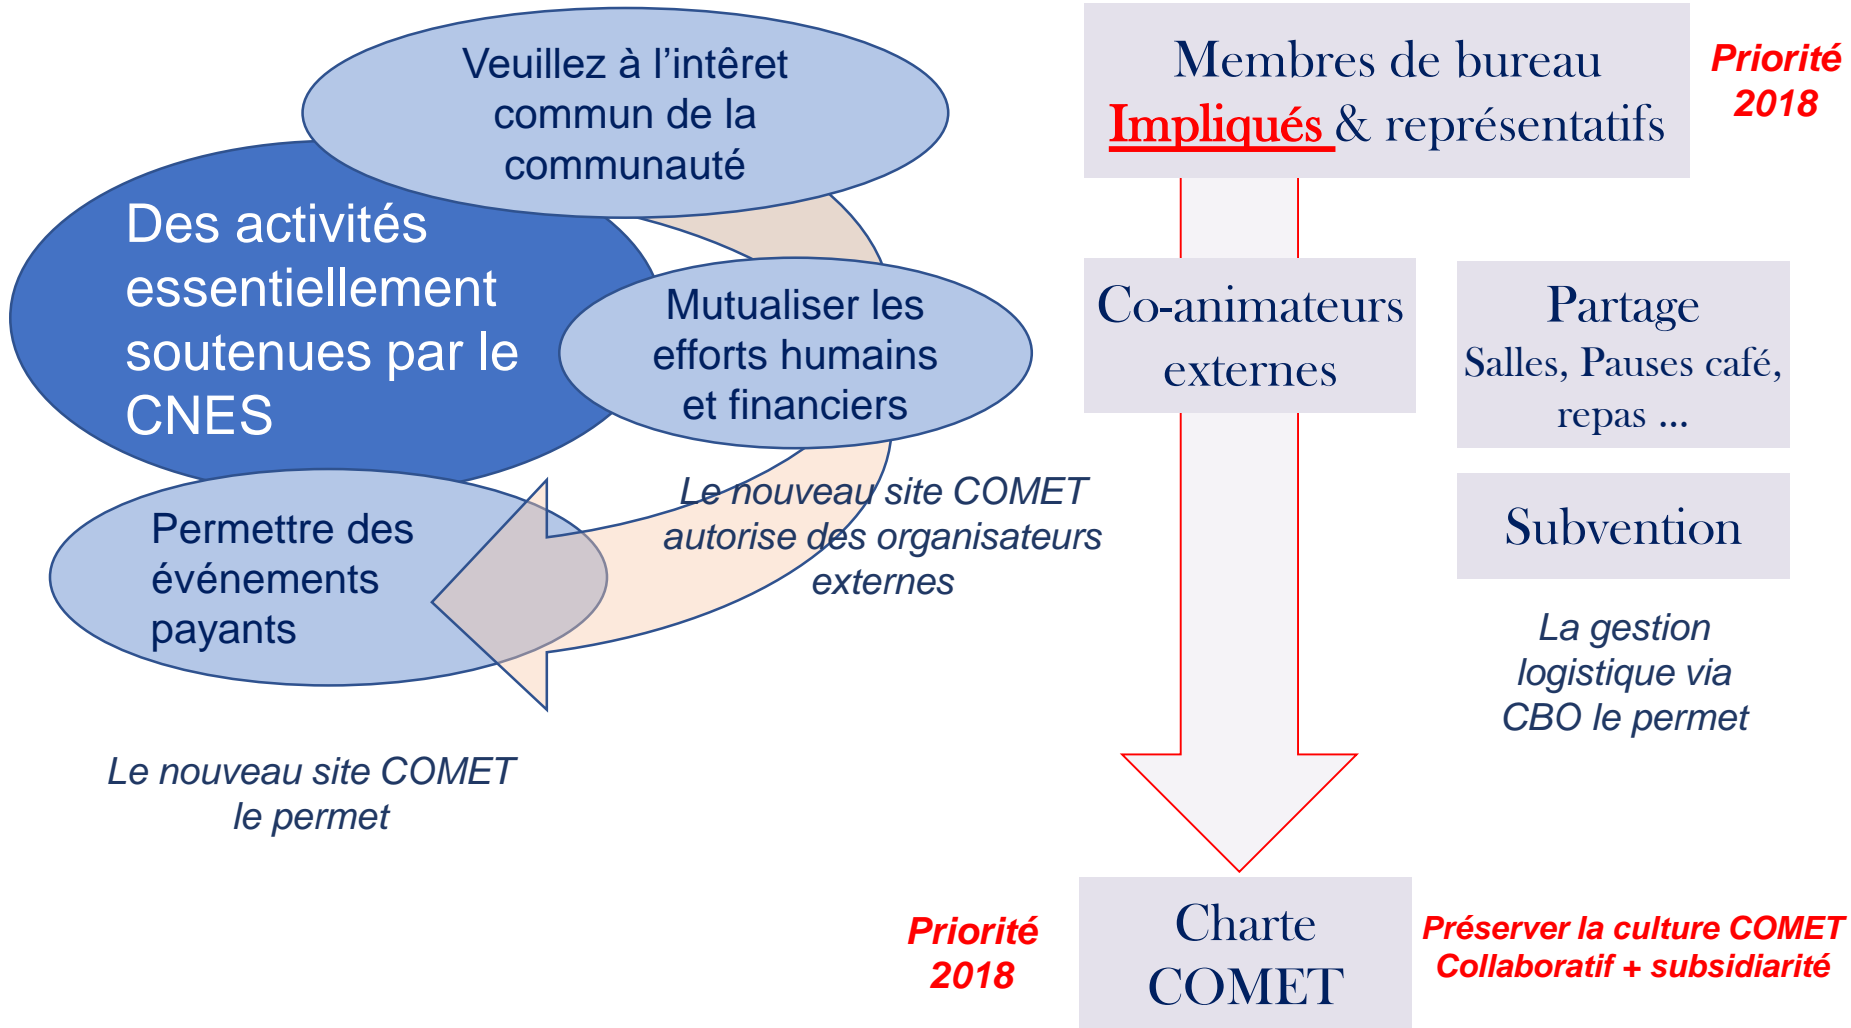 Veuillez à l’intêret
commun de la
communauté
Des activités
essentiellement
soutenues par le
CNES
Mutualiser les
efforts humains
et financiers
Permettre des
événements
payants
Le nouveau site COMET
autorise des organisateurs
externes
Le nouveau site COMET
le permet
Membres de bureau
Impliqués & représentatifs
Priorité
2018
Co-animateurs
externes
Partage
Salles, Pauses café,
repas ...
Subvention
La gestion
logistique via
CBO le permet
Priorité
2018
Charte
COMET
Préserver la culture COMET
Collaboratif + subsidiarité